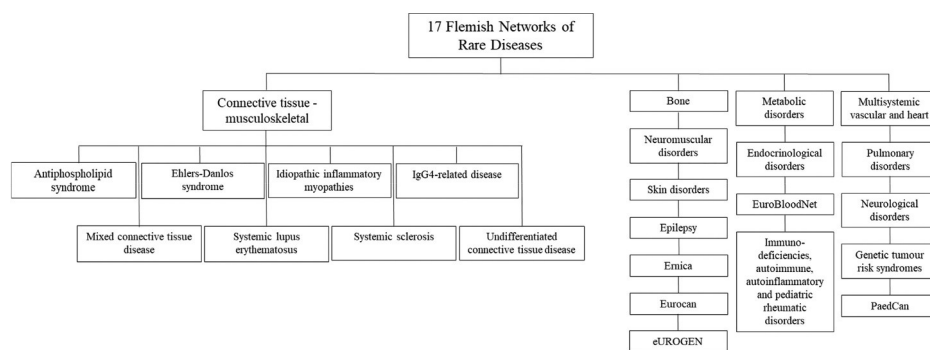 17 Flemish Networks of
Rare Diseases
Connective tissue -
musculoskeletal
Antiphospholipid
syndrome
Ehlers-Danlos
syndrome
Idiopathic inflammatory
myopathies
IgG4-related disease
Mixed connective tissue
disease
Systemic lupus
erythematosus
Systemic sclerosis
Undifferentiated
connective tissue disease
Bone
Neuromuscular
disorders
Skin disorders
Epilepsy
Ernica
Eurocan
eUROGEN
Metabolic
disorders
Endocrinological
disorders
EuroBloodNet
Immuno-
deficiencies,
autoimmune,
autoinflammatory
and pediatric
rheumatic
disorders
Multisystemic
vascular and heart
Pulmonary
disorders
Neurological
disorders
Genetic tumour
risk syndromes
PaedCan